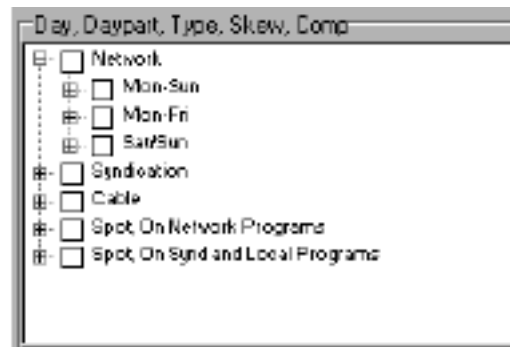 Day, Daypart, Type, Skew, Comp
Network
Mon-Sun
Mon-Fri
Sat/Sun
Syndication
Cable
Spot, On Network Programs
Spot, On Synd and Local Programs